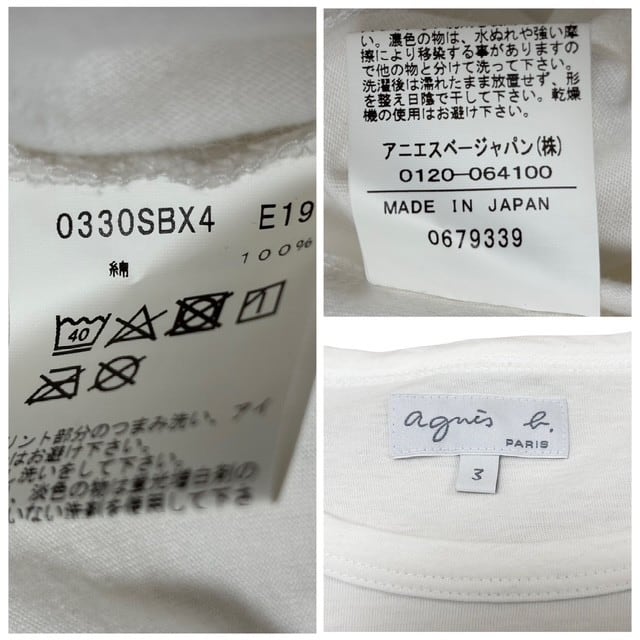 0330SBX4 E19
綿 100%
40
リント部分のつまみ洗い、アイ
は お避け下さい。
し洗いをして下さい。
淡色の物は蛍光増白剤の
いない洗剤を使用して下さ
い。濃色の物は、水ぬれや強い摩
擦により移染する事がありますの
で他の物と分けて洗って下さい。
洗濯後は濡れたまま放置せず、形
を整え日陰で干して下さい。乾燥
機の使用はお避け下さい。
アニエスベージャパン(株)
0120-064100
MADE IN JAPAN
0679339
agnès b.
PARIS
3